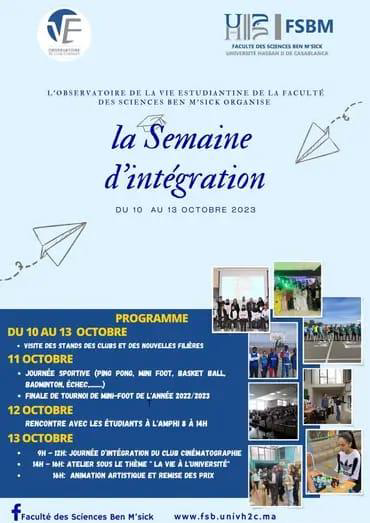 OBSERVATOIRE
FSBM
FACULTÉ DES SCIENCES BEN M'SICK
UNIVERSITÉ HASSAN II DE CASABLANCA
L'OBSERVATOIRE DE LA VIE ESTUDIANTINE DE LA FACULTÉ
DES SCIENCES BEN M'SICK ORGANISE
la Semaine
d'intégration
DU 10 AU 13 OCTOBRE 2023
PROGRAMME
DU 10 AU 13 OCTOBRE
• VISITE DES STANDS DES CLUBS ET DES NOUVELLES FILIÈRES
11 OCTOBRE
• JOURNÉE SPORTIVE (PING PONG, MINI FOOT, BASKET BALL,
BADMINTON, ÉCHEC,.......)
• FINALE DE TOURNOI DE MINI-FOOT DE L'ANNÉE 2022/2023
12 OCTOBRE
RENCONTRE AVEC LES ÉTUDIANTS À L'AMPHI 8 À 14H
13 OCTOBRE
• 9H - 12H: JOURNÉE D'INTÉGRATION DU CLUB CINÉMATOGRAPHIE
• 14H - 16H: ATELIER SOUS LE THÈME " LA VIE À L'UNIVERSITÉ"
• 16H: ANIMATION ARTISTIQUE ET REMISE DES PRIX
f Faculté des Sciences Ben M'sick
www.fsb.univh2c.ma